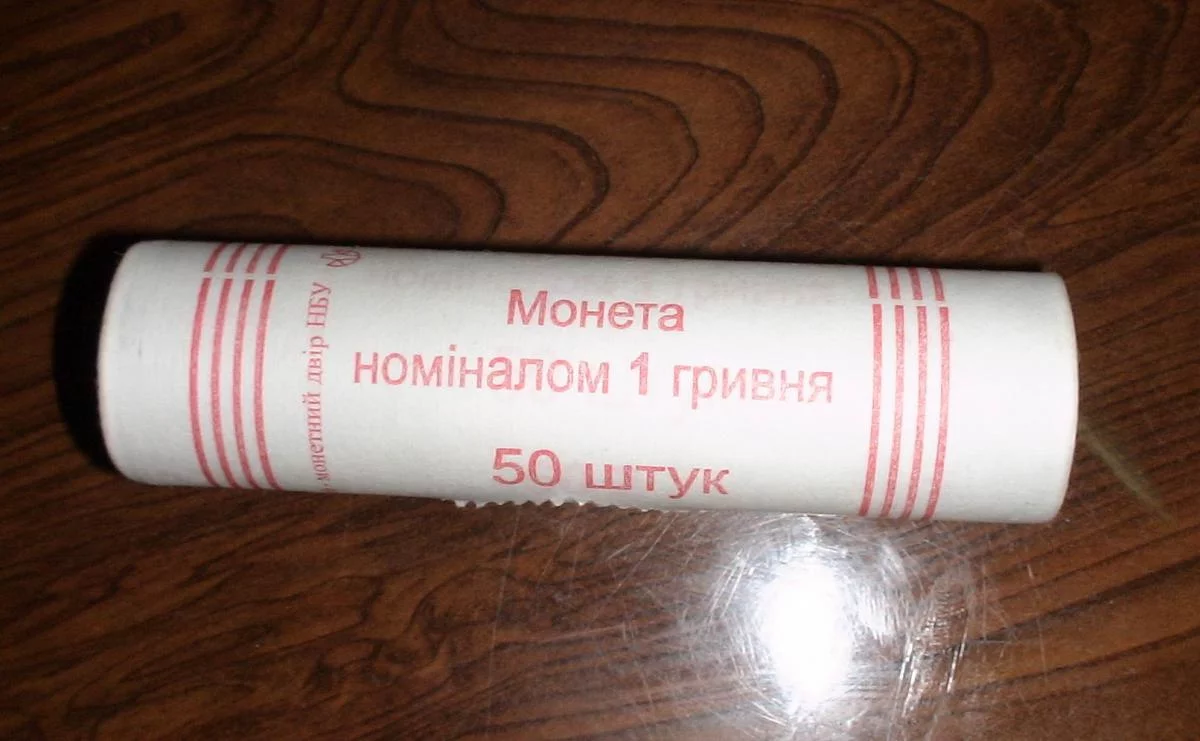 Монета
номіналом 1 гривня
50 штук
монетний двір НБУ